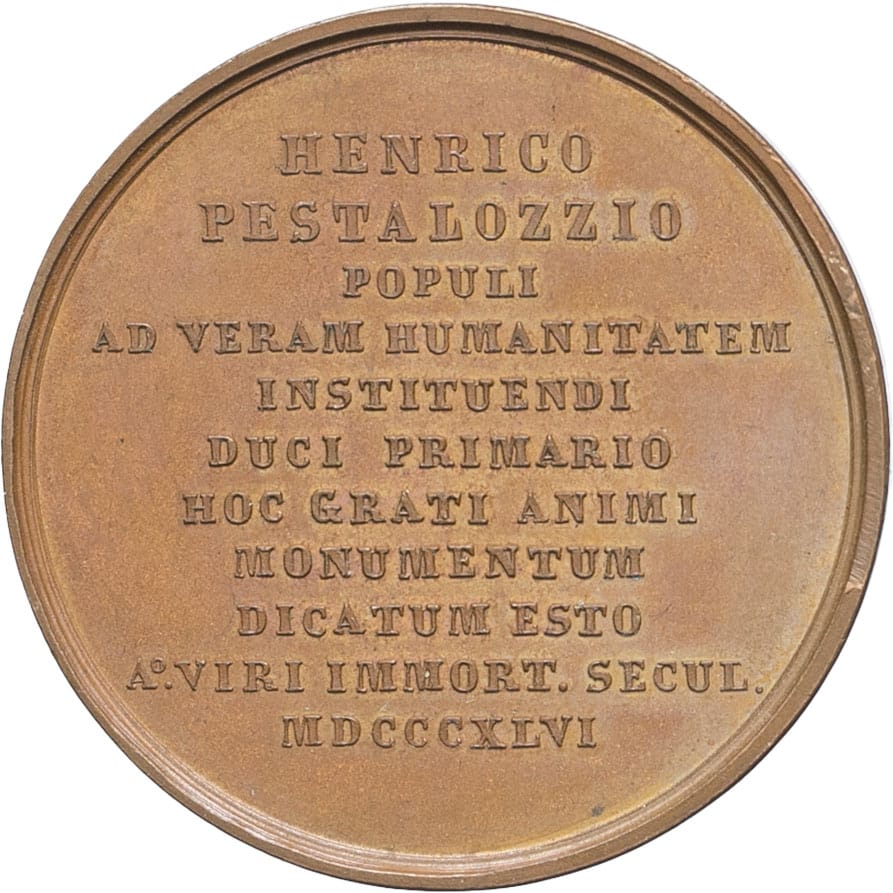 HENRICO
PESTALOZZIO
POPULI
AD VERAM HUMANITATEM
INSTITUENDI
DUCI PRIMARIO
HOC GRATI ANIMI
MONUMENTUM
DICATUM ESTO
Aº. VIRI IMMORT. SECUL.
MDCCCXLVI